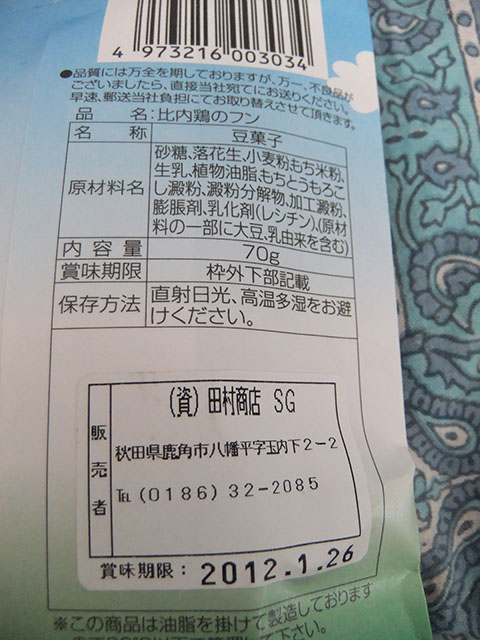 4 973216 003034
●品質には万全を期しておりますが、万一、不良品が
ございましたら、直接当社宛てにお送りください。
早速、郵送当社負担にてお取り替えさせて頂きます。
品 名:比内鶏のフン
名 称 豆菓子
原材料名 砂糖、落花生、小麦粉、もち米粉、
生乳、植物油脂、もちとうもろこ
し澱粉、澱粉分解物、加工澱粉、
膨脹剤、乳化剤(レシチン)、(原材
料の一部に大豆、乳由来を含む)
内容量 70g
賞味期限 枠外下部記載
保存方法 直射日光、高温多湿をお避
けください。
販売者
(資)田村商店 SG
秋田県鹿角市八幡平字玉内下2-2
℡(0186)32-2085
賞味期限: 2012.1.26
※この商品は油脂を掛けて製造しております